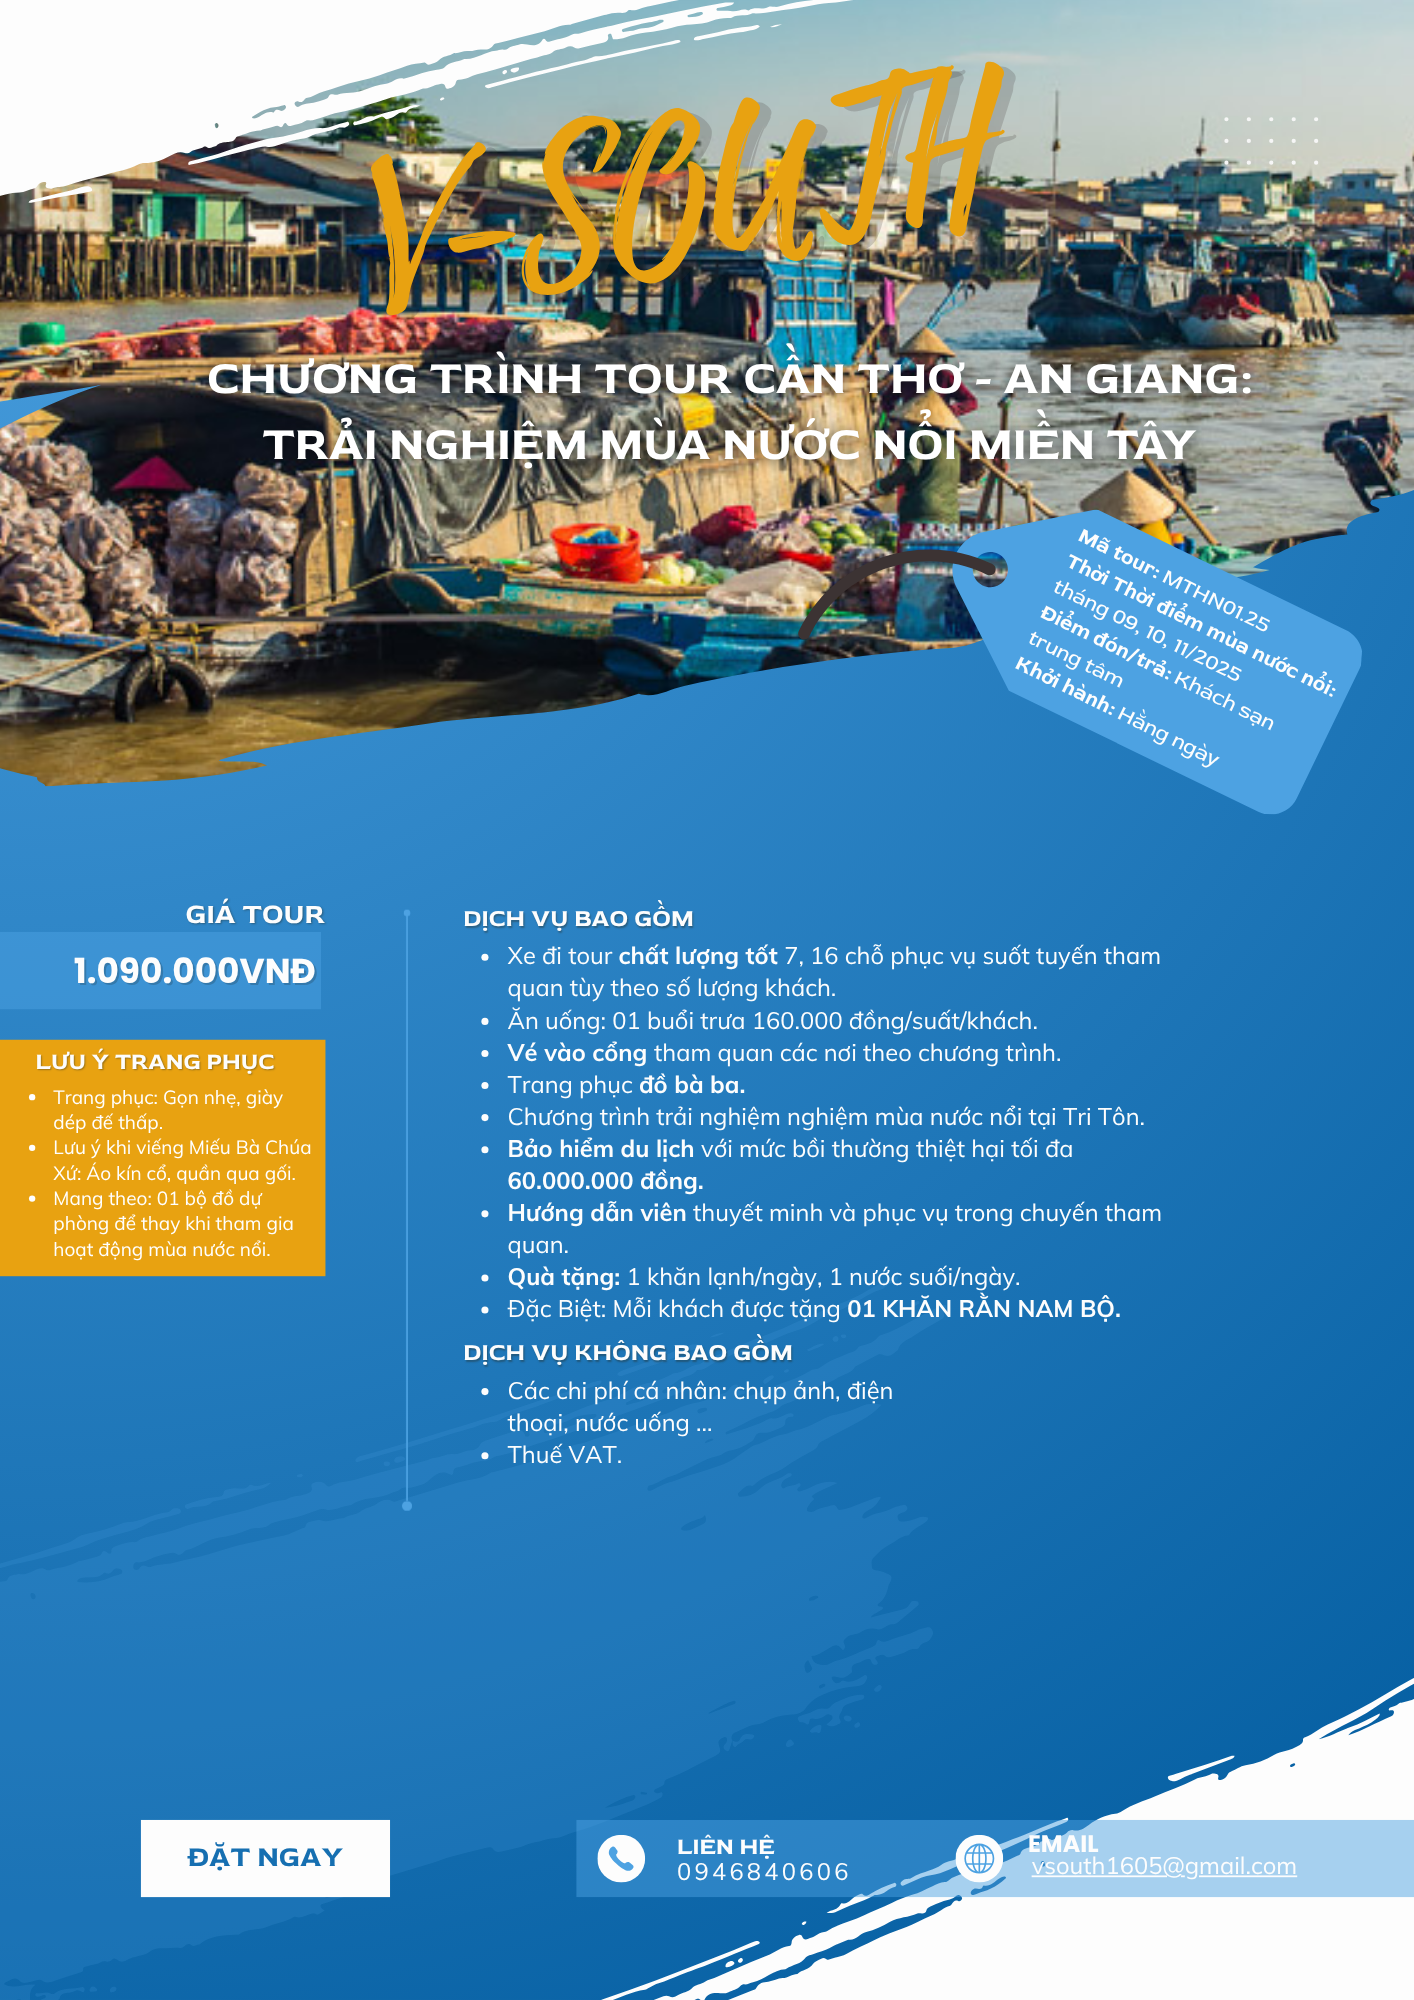 V-SOUTH
CHƯƠNG TRÌNH TOUR CẦN THƠ - AN GIANG:
TRẢI NGHIỆM MÙA NƯỚC NỔI MIỀN TÂY
Mã tour: MTHN01.25
Thời Thời điểm mùa nước nổi:
tháng 09, 10, 11/2025
Điểm đón/trả: Khách sạn
trung tâm
Khởi hành: Hằng ngày
GIÁ TOUR
1.090.000VNĐ
LƯU Ý TRANG PHỤC
• Trang phục: Gọn nhẹ, giày
dép đế thấp.
• Lưu ý khi viếng Miếu Bà Chúa
Xứ: Áo kín cổ, quần qua gối.
• Mang theo: 01 bộ đồ dự
phòng để thay khi tham gia
hoạt động mùa nước nổi.
DỊCH VỤ BAO GỒM
• Xe đi tour chất lượng tốt 7, 16 chỗ phục vụ suốt tuyến tham
quan tùy theo số lượng khách.
• Ăn uống: 01 buổi trưa 160.000 đồng/suất/khách.
• Vé vào cổng tham quan các nơi theo chương trình.
• Trang phục đồ bà ba.
• Chương trình trải nghiệm nghiệm mùa nước nổi tại Tri Tôn.
• Bảo hiểm du lịch với mức bồi thường thiệt hại tối đa
60.000.000 đồng.
• Hướng dẫn viên thuyết minh và phục vụ trong chuyến tham
quan.
• Quà tặng: 1 khăn lạnh/ngày, 1 nước suối/ngày.
• Đặc Biệt: Mỗi khách được tặng 01 KHĂN RẰN NAM BỘ.
DỊCH VỤ KHÔNG BAO GỒM
• Các chi phí cá nhân: chụp ảnh, điện
thoại, nước uống ...
• Thuế VAT.
ĐẶT NGAY
LIÊN HỆ
0946840606
EMAIL
vsouth1605@gmail.com